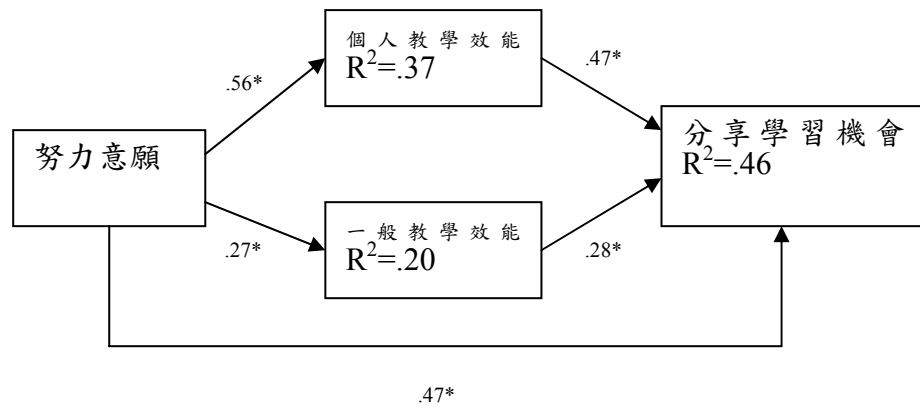 個人教學效能
R²=.37
.56*
.47*
努力意願
分享學習機會
R²=.46
一般教學效能
R²=.20
.27*
.28*
.47*